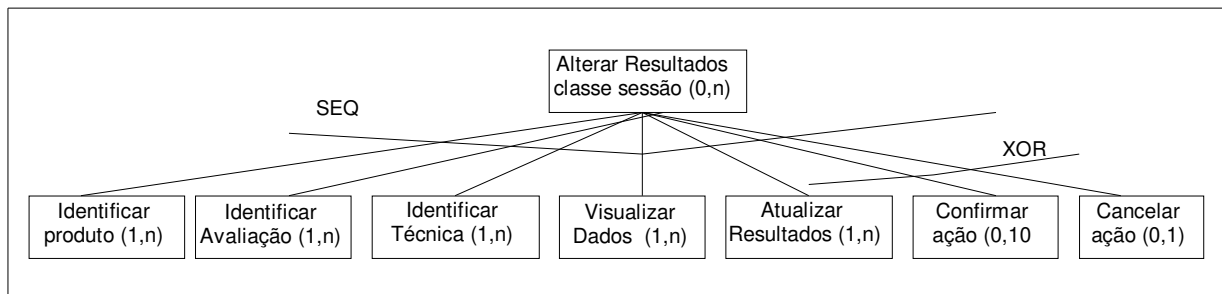 Alterar Resultados
classe sessão (0,n)
SEQ
XOR
Identificar
produto (1,n)
Identificar
Avaliação (1,n)
Identificar
Técnica (1,n)
Visualizar
Dados (1,n)
Atualizar
Resultados (1,n)
Confirmar
ação (0,10
Cancelar
ação (0,1)